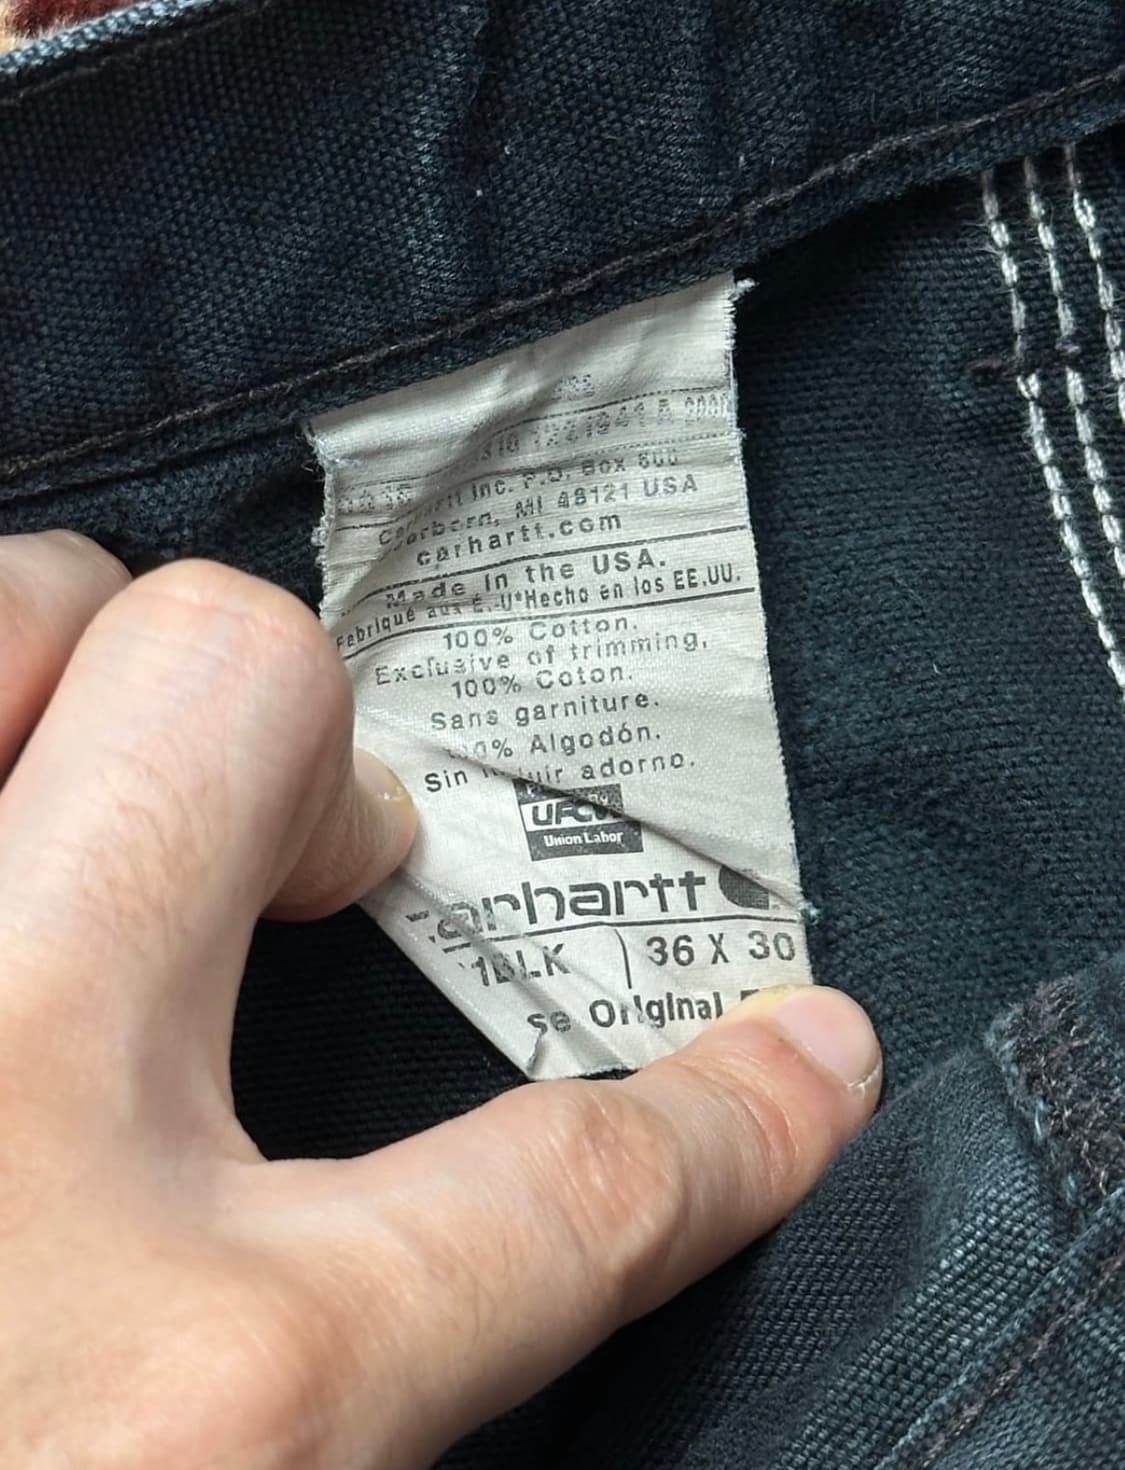 Inc. P.O. Box 600
MI 48121 USA
carhartt.com
Made in the USA.
Fabriqué aux É.-U*Hecho en los EE.UU.
100% Cotton.
Exclusive of trimming.
100% Coton.
Sans garniture.
% Algodón.
Sin adorno.
UFCW
Union Labor
carhartt
36 X 30
Original